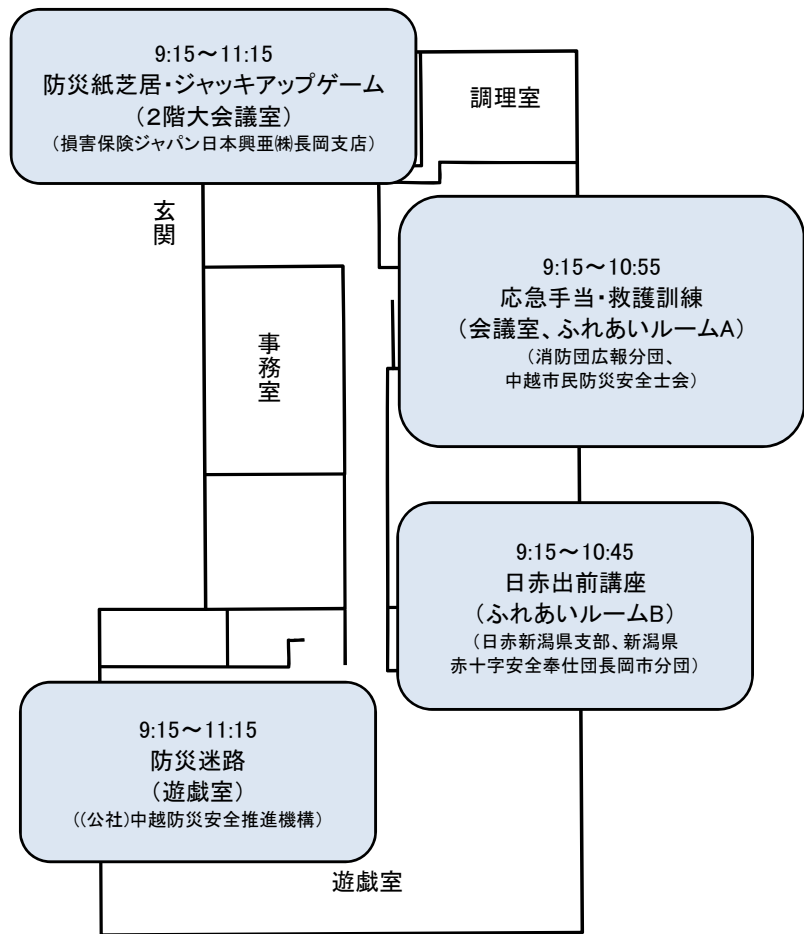 9:15～11:15
防災紙芝居・ジャッキアップゲーム
（2階大会議室）
（損害保険ジャパン日本興亜㈱長岡支店）
調理室
玄関
9:15～10:55
応急手当・救護訓練
（会議室、ふれあいルームA）
（消防団広報分団、
中越市民防災安全士会）
事務室
9:15～10:45
日赤出前講座
（ふれあいルームB）
（日赤新潟県支部、新潟県
赤十字安全奉仕団長岡市分団）
9:15～11:15
防災迷路
（遊戯室）
（(公社)中越防災安全推進機構）
遊戯室